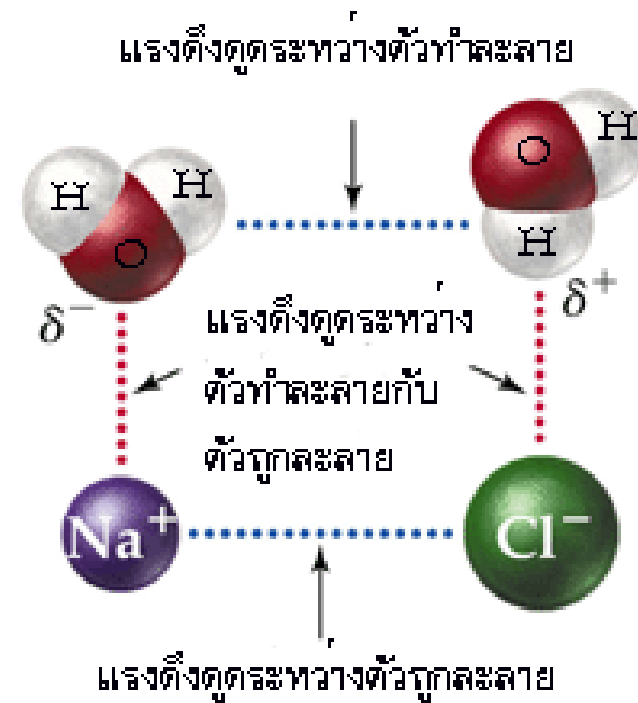 แรงดึงดูดระหว่างตัวทำละลาย
H H O
O H H
δ⁻
δ⁺
แรงดึงดูดระหว่าง
ตัวทำละลายกับ
ตัวถูกละลาย
Na⁺
Cl⁻
แรงดึงดูดระหว่างตัวถูกละลาย